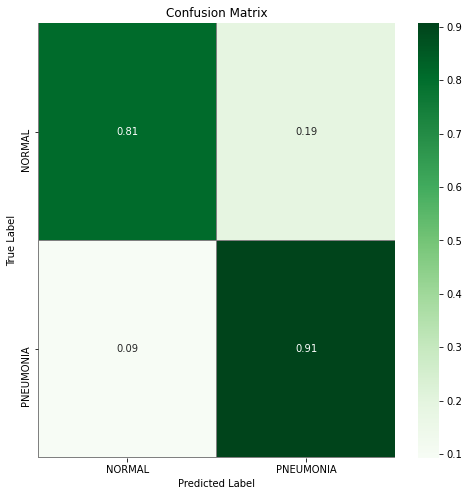 Confusion Matrix
True Label
NORMAL
0.81
0.19
PNEUMONIA
0.09
0.91
NORMAL
PNEUMONIA
Predicted Label
0.9
0.8
0.7
0.6
0.5
0.4
0.3
0.2
0.1